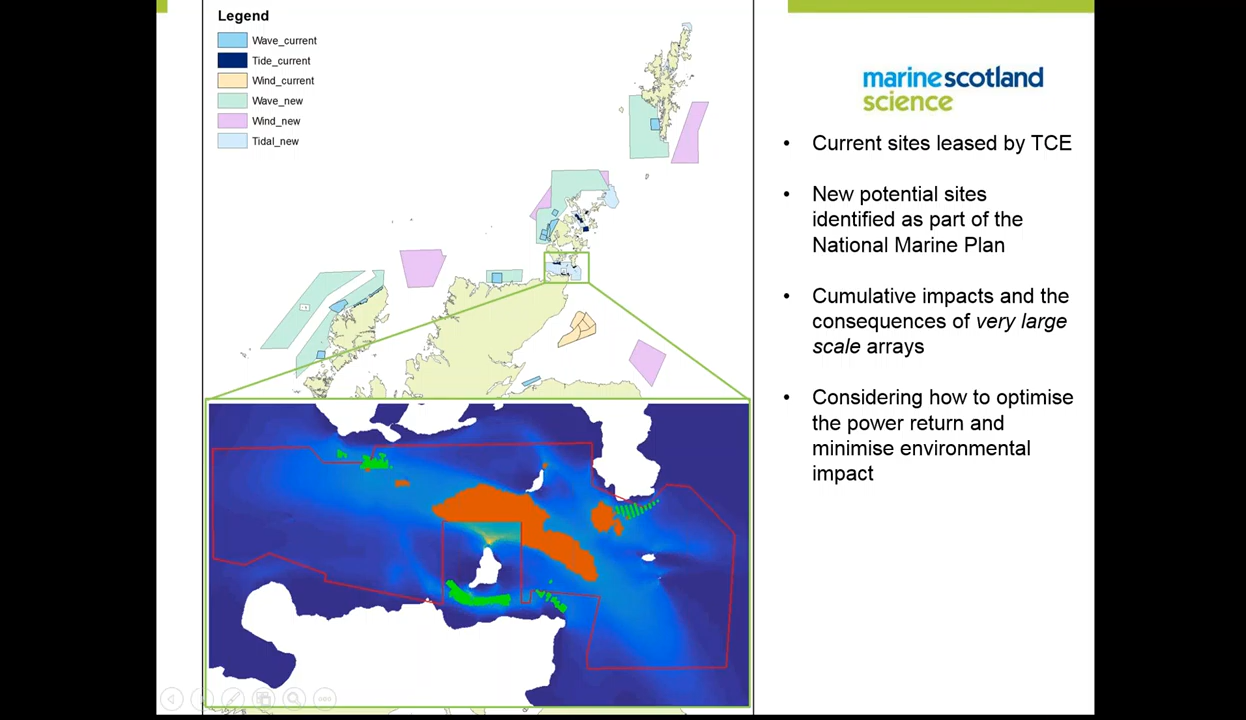 Legend
Wave_current
Tide_current
Wind_current
Wave_new
Wind_new
Tidal_new
marinescotland
science
• Current sites leased by TCE
• New potential sites
identified as part of the
National Marine Plan
• Cumulative impacts and the
consequences of very large
scale arrays
• Considering how to optimise
the power return and
minimise environmental
impact